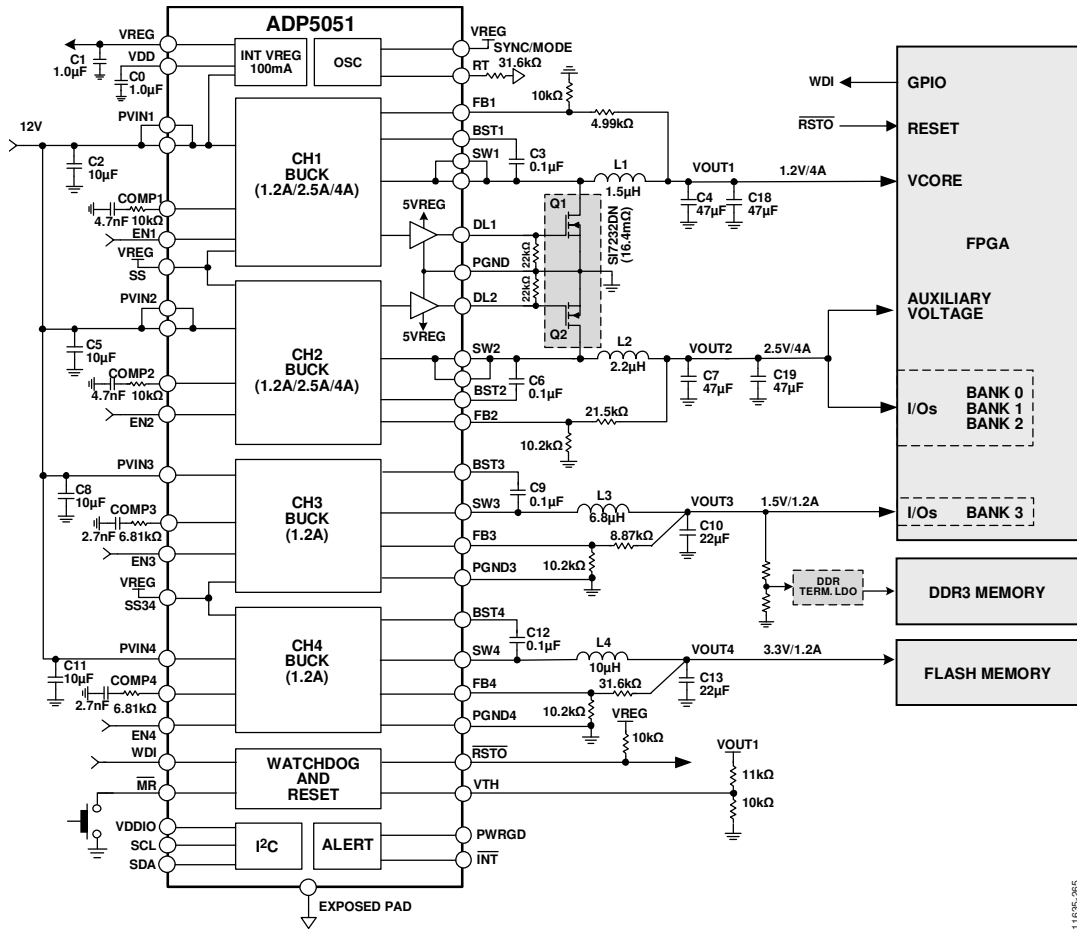 ADP5051
VREG
C1
1.0µF
VDD
C0
1.0µF
INT VREG
100mA
OSC
VREG
SYNC/MODE
RT
31.6kΩ
FB1
10kΩ
4.99kΩ
12V
PVIN1
C2
10µF
COMP1
4.7nF
10kΩ
EN1
VREG
SS
CH1
BUCK
(1.2A/2.5A/4A)
BST1
C3
0.1µF
SW1
L1
1.5µH
VOUT1
1.2V/4A
C4
47µF
C18
47µF
5VREG
DL1
PGND
DL2
5VREG
22kΩ
22kΩ
Q1
Q2
SI7232DN
(16.4mΩ)
PVIN2
C5
10µF
COMP2
4.7nF
10kΩ
EN2
CH2
BUCK
(1.2A/2.5A/4A)
SW2
L2
2.2µH
VOUT2
2.5V/4A
C7
47µF
C19
47µF
BST2
C6
0.1µF
FB2
21.5kΩ
10.2kΩ
PVIN3
C8
10µF
COMP3
2.7nF
6.81kΩ
EN3
VREG
SS34
CH3
BUCK
(1.2A)
BST3
C9
0.1µF
SW3
L3
6.8µH
VOUT3
1.5V/1.2A
C10
22µF
FB3
8.87kΩ
10.2kΩ
PGND3
PVIN4
C11
10µF
COMP4
2.7nF
6.81kΩ
EN4
CH4
BUCK
(1.2A)
BST4
C12
0.1µF
SW4
L4
10µH
VOUT4
3.3V/1.2A
C13
22µF
FB4
31.6kΩ
10.2kΩ
PGND4
WDI
MR
WATCHDOG
AND
RESET
RSTO
VREG
10kΩ
VTH
VOUT1
11kΩ
10kΩ
VDDIO
SCL
SDA
I²C
ALERT
PWRGD
INT
EXPOSED PAD
WDI
GPIO
RSTO
RESET
VCORE
FPGA
AUXILIARY
VOLTAGE
I/Os
BANK 0
BANK 1
BANK 2
I/Os
BANK 3
DDR
TERM. LDO
DDR3 MEMORY
FLASH MEMORY
11635-265